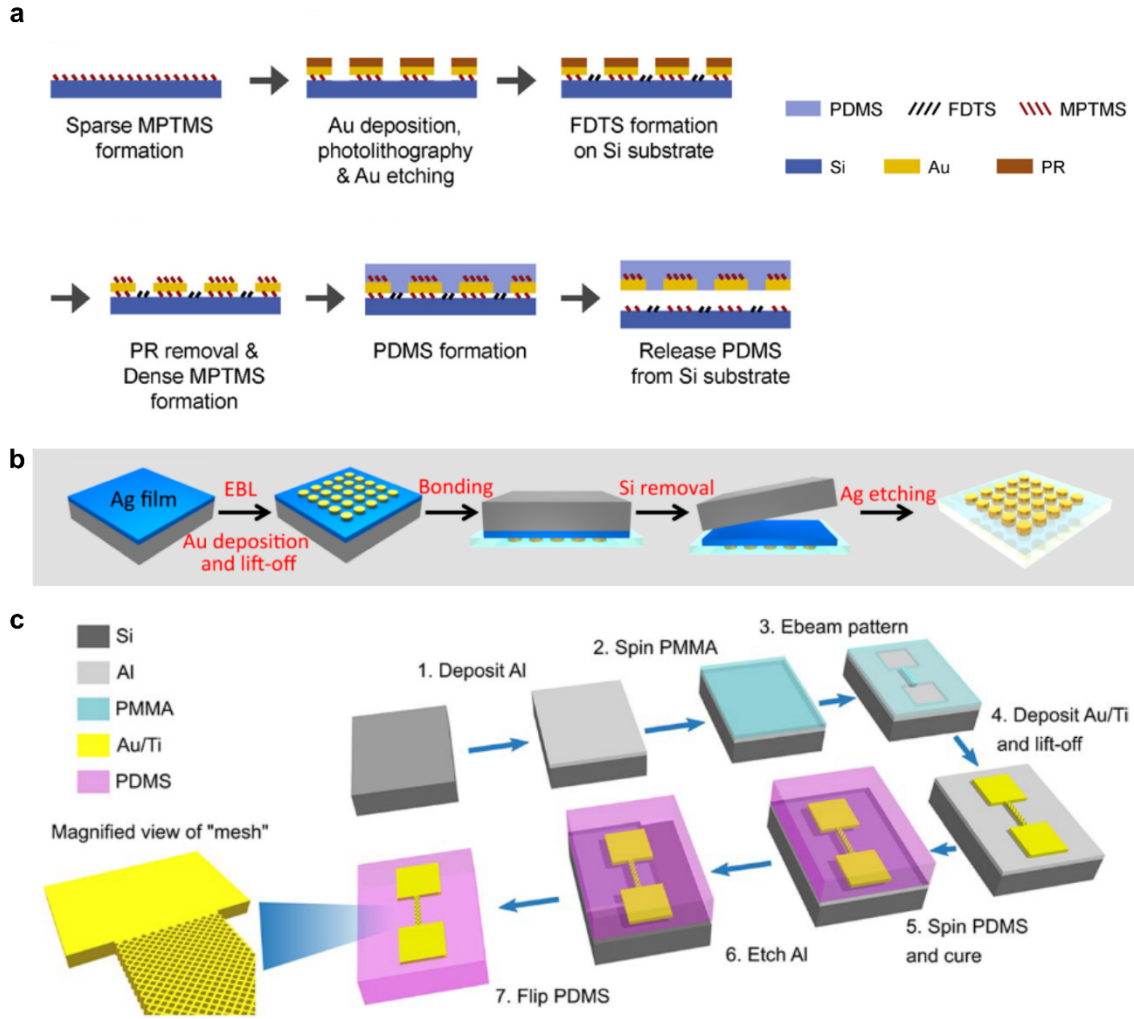 a
Sparse MPTMS
formation
Au deposition,
photolithography
& Au etching
FDTS formation
on Si substrate
PDMS
FDTS
MPTMS
Si
Au
PR
PR removal &
Dense MPTMS
formation
PDMS formation
Release PDMS
from Si substrate
b
Ag film
EBL
Au deposition
and lift-off
Bonding
Si removal
Ag etching
c
Si
Al
PMMA
Au/Ti
PDMS
1. Deposit Al
2. Spin PMMA
3. Ebeam pattern
4. Deposit Au/Ti
and lift-off
5. Spin PDMS
and cure
6. Etch Al
7. Flip PDMS
Magnified view of "mesh"